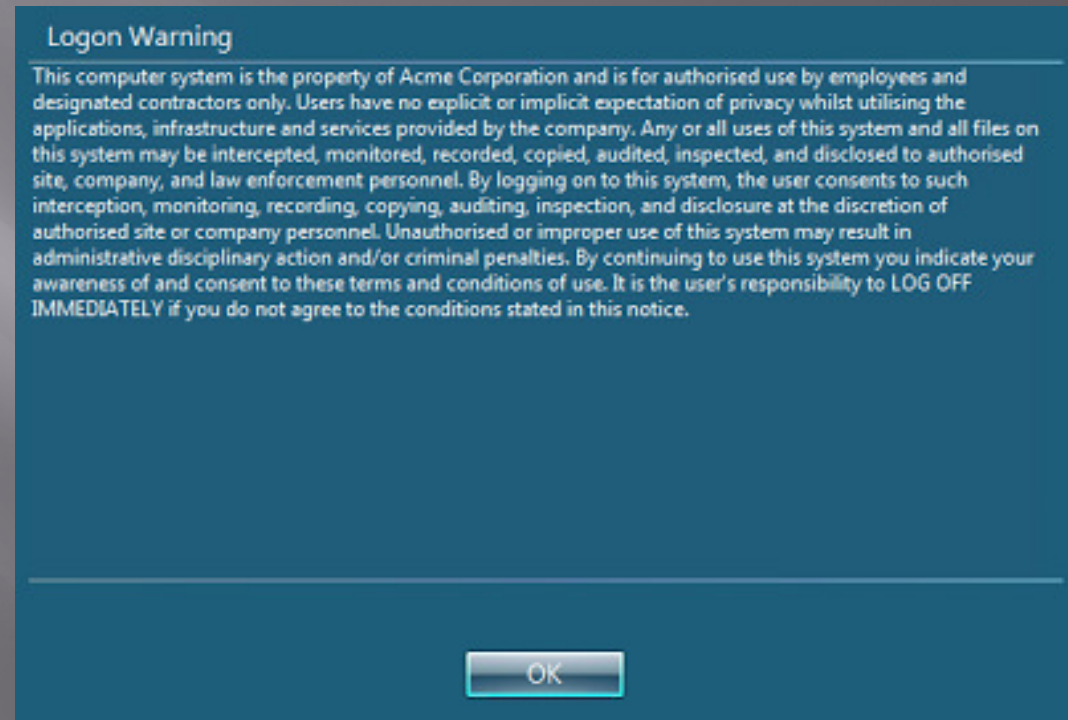 Logon Warning
This computer system is the property of Acme Corporation and is for authorised use by employees and
designated contractors only. Users have no explicit or implicit expectation of privacy whilst utilising the
applications, infrastructure and services provided by the company. Any or all uses of this system and all files on
this system may be intercepted, monitored, recorded, copied, audited, inspected, and disclosed to authorised
site, company, and law enforcement personnel. By logging on to this system, the user consents to such
interception, monitoring, recording, copying, auditing, inspection, and disclosure at the discretion of
authorised site or company personnel. Unauthorised or improper use of this system may result in
administrative disciplinary action and/or criminal penalties. By continuing to use this system you indicate your
awareness of and consent to these terms and conditions of use. It is the user's responsibility to LOG OFF
IMMEDIATELY if you do not agree to the conditions stated in this notice.
OK